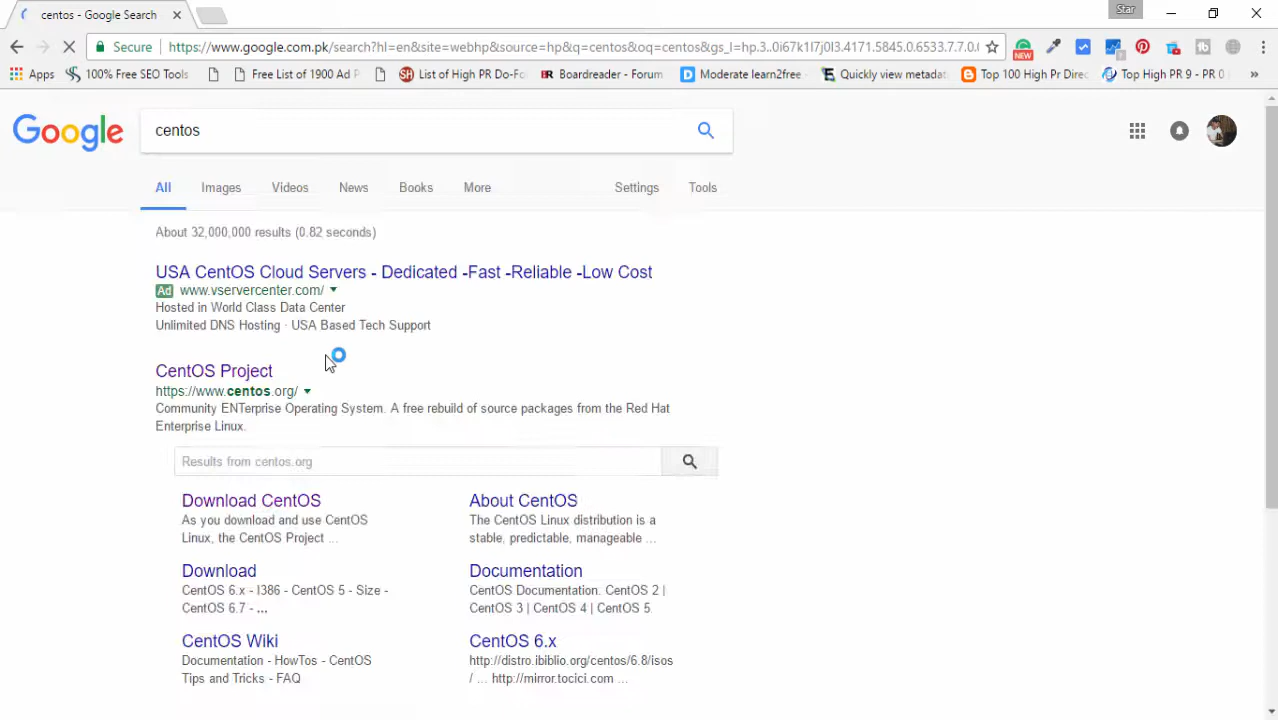 centos - Google Search
Star
Secure
https://www.google.com.pk/search?hl=en&site=webhp&source=hp&q=centos&oq=centos&gs_l=hp.3..0i67k1l7j0l3.4171.5845.0.6533.7.7.0.
NEW
Apps
100% Free SEO Tools
Free List of 1900 Ad P
SH List of High PR Do-Fo
BR Boardreader - Forum
D Moderate learn2free
Quickly view metadat
Top 100 High Pr Direc
Top High PR 9 - PR
Google
centos
All
Images
Videos
News
Books
More
Settings
Tools
About 32,000,000 results (0.82 seconds)
USA CentOS Cloud Servers - Dedicated -Fast -Reliable -Low Cost
Ad www.vservercenter.com/
Hosted in World Class Data Center
Unlimited DNS Hosting · USA Based Tech Support
CentOS Project
https://www.centos.org/
Community ENTerprise Operating System. A free rebuild of source packages from the Red Hat
Enterprise Linux.
Results from centos.org
Download CentOS
As you download and use CentOS
Linux, the CentOS Project ...
About CentOS
The CentOS Linux distribution is a
stable, predictable, manageable ...
Download
CentOS 6.x - I386 - CentOS 5 - Size -
CentOS 6.7 - ...
Documentation
CentOS Documentation. CentOS 2 |
CentOS 3 | CentOS 4 | CentOS 5
CentOS Wiki
Documentation - HowTos - CentOS
Tips and Tricks - FAQ
CentOS 6.x
http://distro.ibiblio.org/centos/6.8/isos
/ ... http://mirror.tocici.com ...